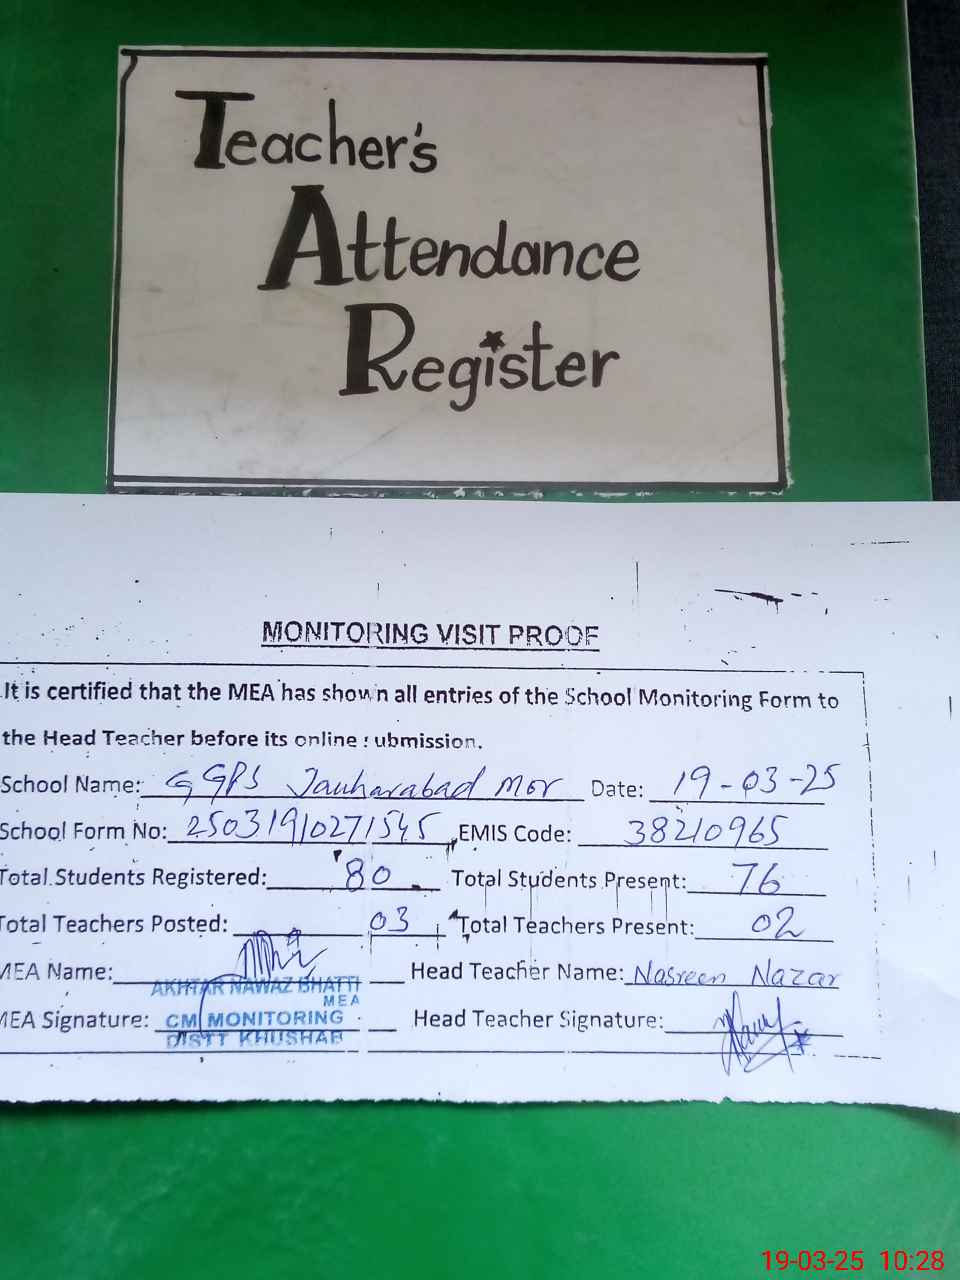 Teacher's
Attendance
Register
MONITORING VISIT PROOF
It is certified that the MEA has shown all entries of the School Monitoring Form to
the Head Teacher before its online submission.
School Name: GGPS Jauharabad Mor Date: 19-03-25
School Form No: 25031910271545 EMIS Code: 38210965
Total Students Registered: 80 Total Students Present: 76
Total Teachers Posted: 03 Total Teachers Present: 02
MEA Name: Head Teacher Name: Nasreen Nazar
AKHTAR NAWAZ BHATTI
MEA
MEA Signature: CM MONITORING Head Teacher Signature:
DISTT KHUSHAB
19-03-25 10:28